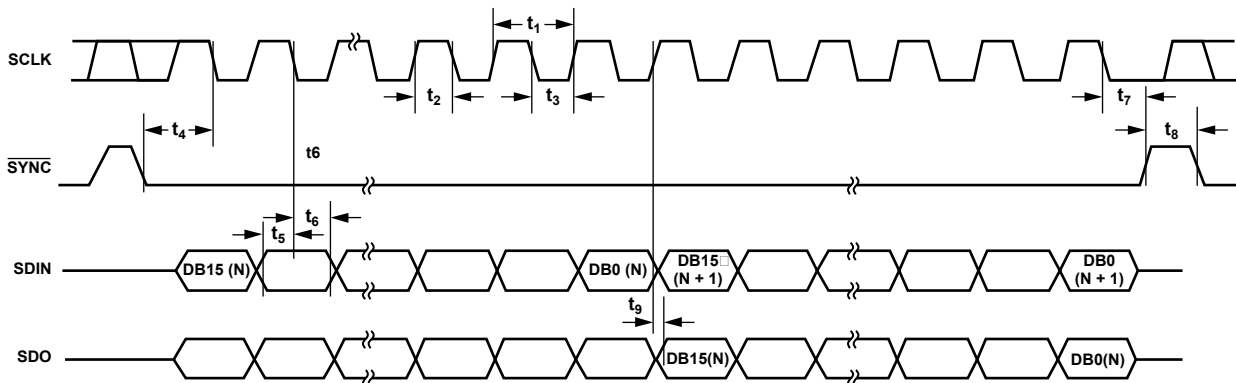 t1
SCLK
t2
t3
t7
t4
t8
SYNC
t6
t6
t5
SDIN
DB15 (N)
DB0 (N)
DB15□
(N + 1)
DB0
(N + 1)
t9
SDO
DB15(N)
DB0(N)